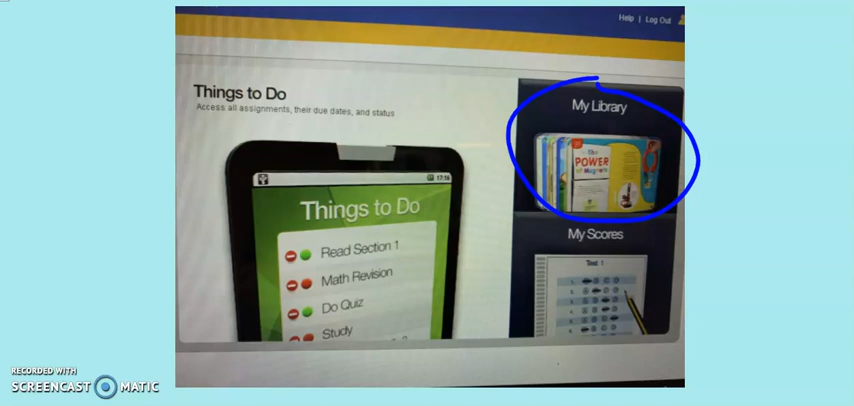 Help | Log Out
Things to Do
Access all assignments, their due dates, and status
My Library
The
POWER
of Magnets
17:16
Things to Do
Read Section 1
Math Revision
Do Quiz
Study
My Scores
Test 1
RECORDED WITH
SCREENCAST MATIC